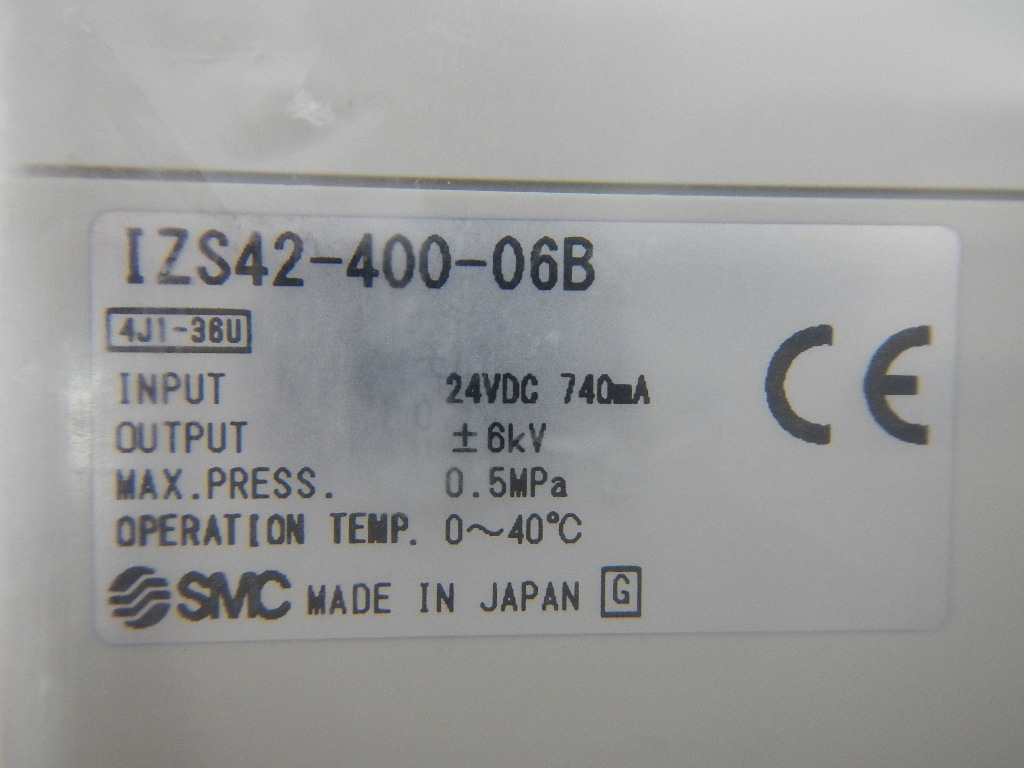 IZS42-400-06B
4J1-36U
INPUT 24VDC 740mA
OUTPUT ±6kV
MAX.PRESS. 0.5MPa
OPERATION TEMP. 0～40℃
SMC MADE IN JAPAN G
CE